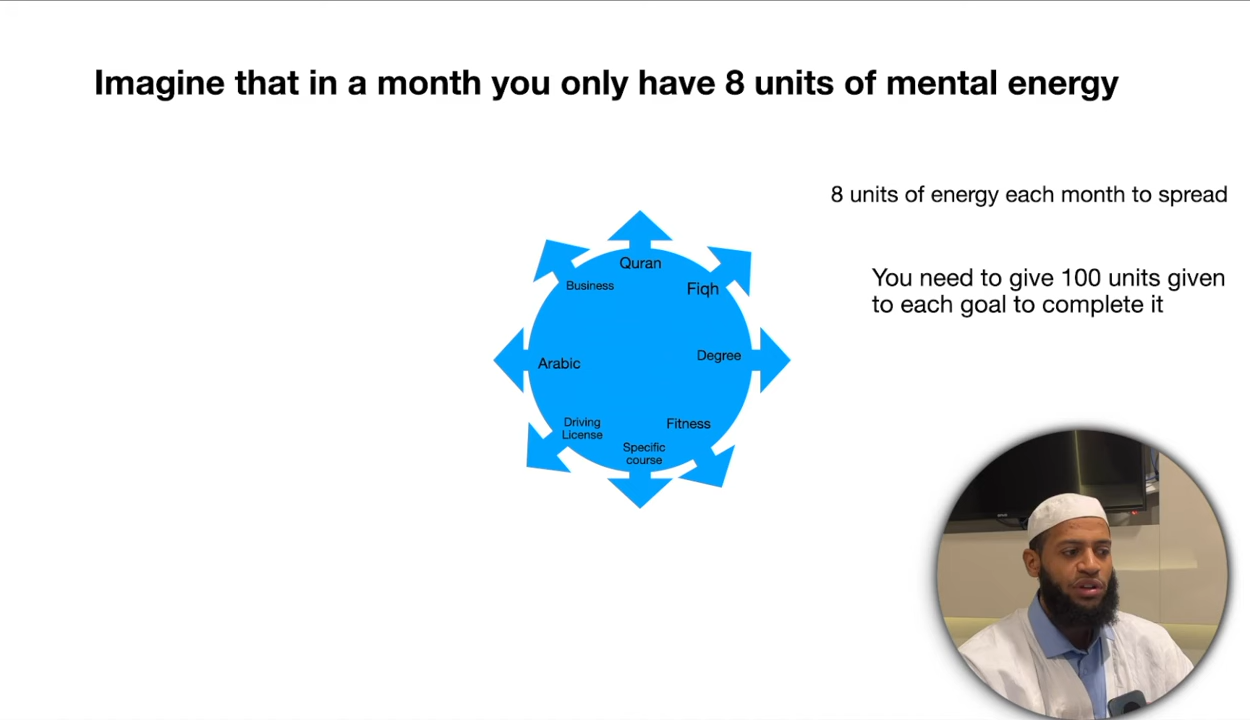 Imagine that in a month you only have 8 units of mental energy
8 units of energy each month to spread
You need to give 100 units given
to each goal to complete it
Quran
Business
Fiqh
Arabic
Degree
Driving
License
Fitness
Specific
course